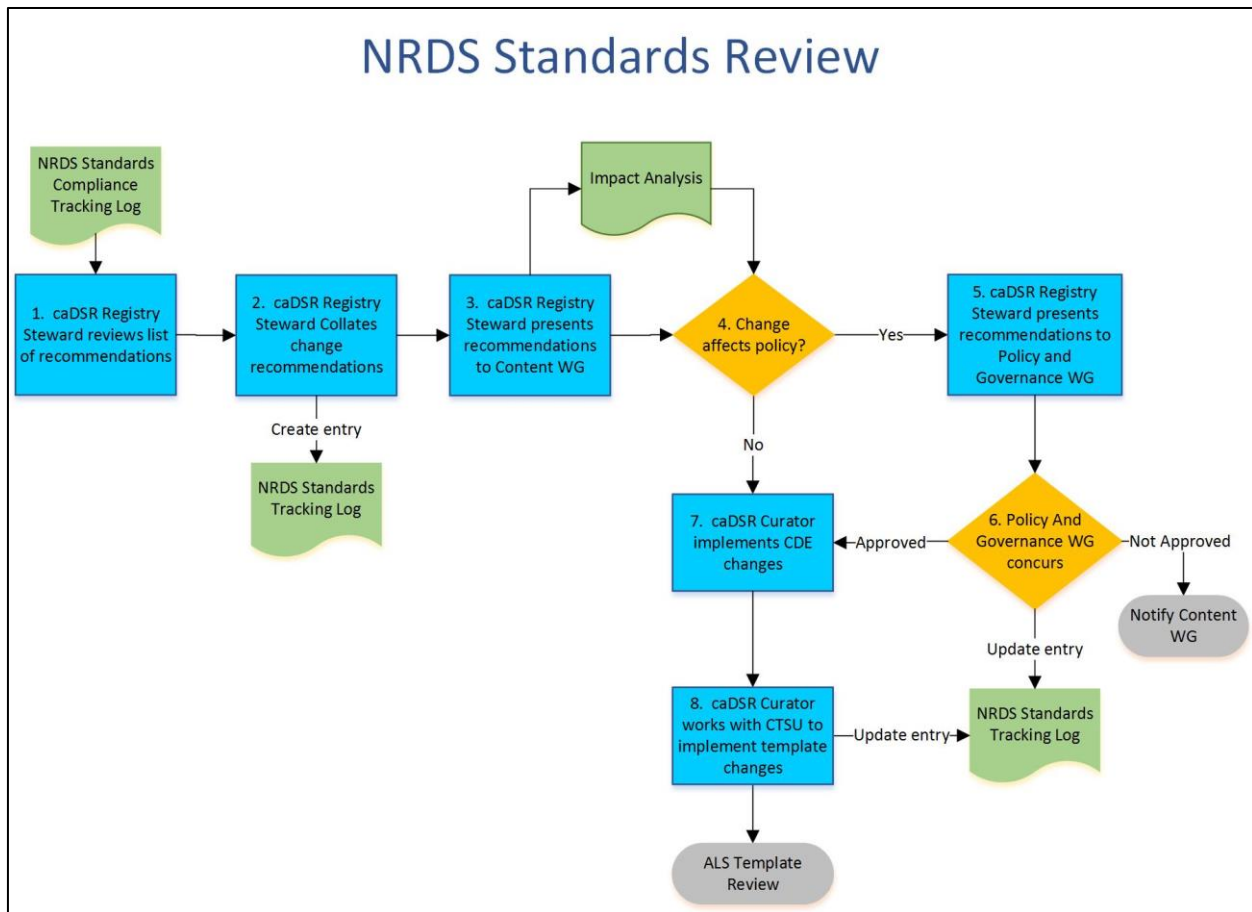 NRDS Standards Review
NRDS Standards
Compliance
Tracking Log
Impact Analysis
1.  caDSR Registry
Steward reviews list
of recommendations
2.  caDSR Registry
Steward Collates
change
recommendations
3.  caDSR Registry
Steward presents
recommendations
to Content WG
4. Change
affects policy?
Yes
5. caDSR Registry
Steward presents
recommendations to
Policy and
Governance WG
Create entry
NRDS Standards
Tracking Log
No
7.  caDSR Curator
implements CDE
changes
Approved
6. Policy And
Governance WG
concurs
Not Approved
Notify Content
WG
Update entry
8.  caDSR Curator
works with CTSU to
implement template
changes
Update entry
NRDS Standards
Tracking Log
ALS Template
Review